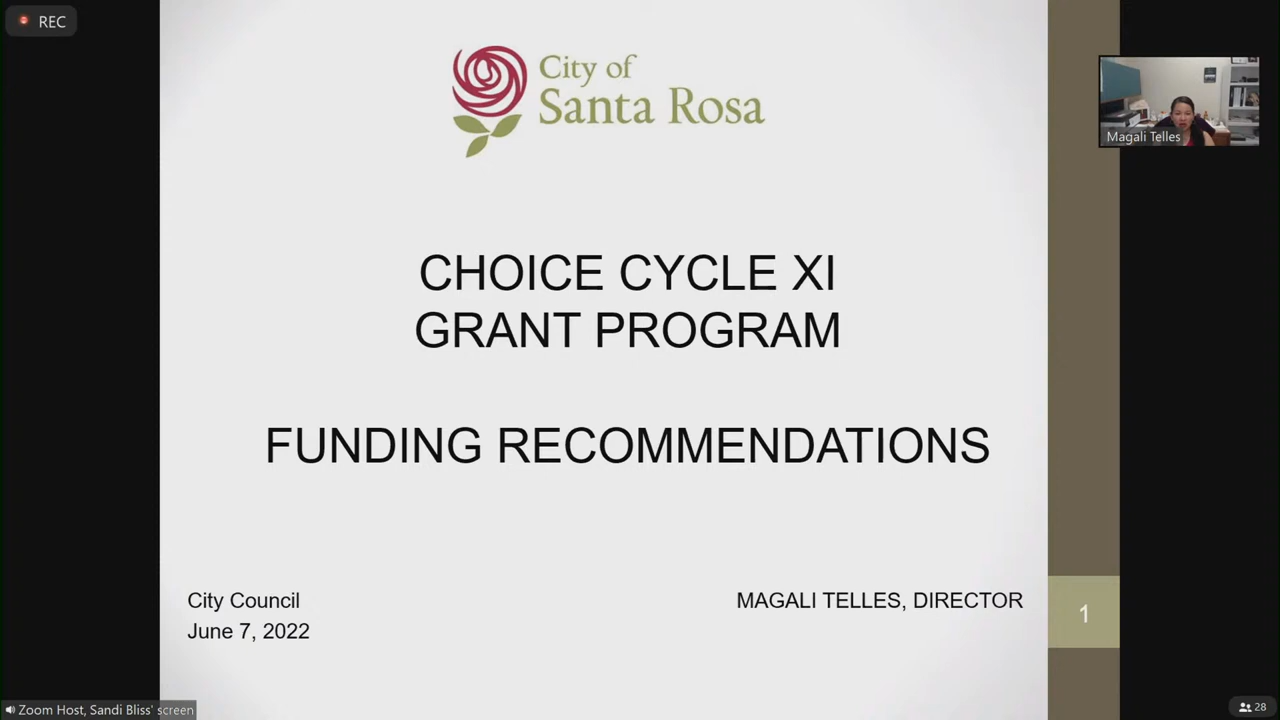 REC
City of
Santa Rosa
Magali Telles
CHOICE CYCLE XI
GRANT PROGRAM
FUNDING RECOMMENDATIONS
City Council
MAGALI TELLES, DIRECTOR
June 7, 2022
1
Zoom Host, Sandi Bliss' screen
28